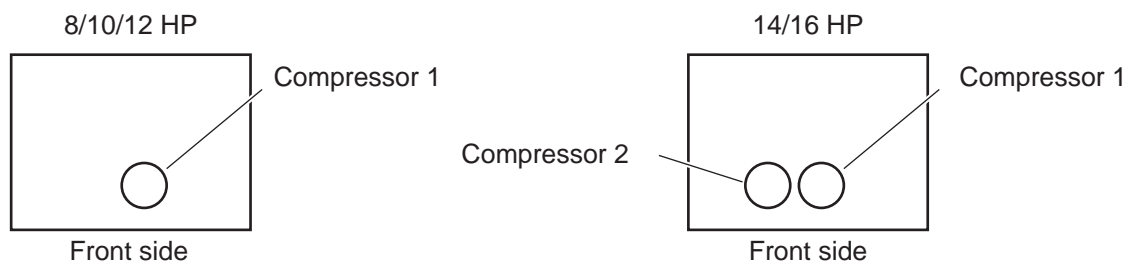 8/10/12 HP
Compressor 1
Front side
14/16 HP
Compressor 1
Compressor 2
Front side